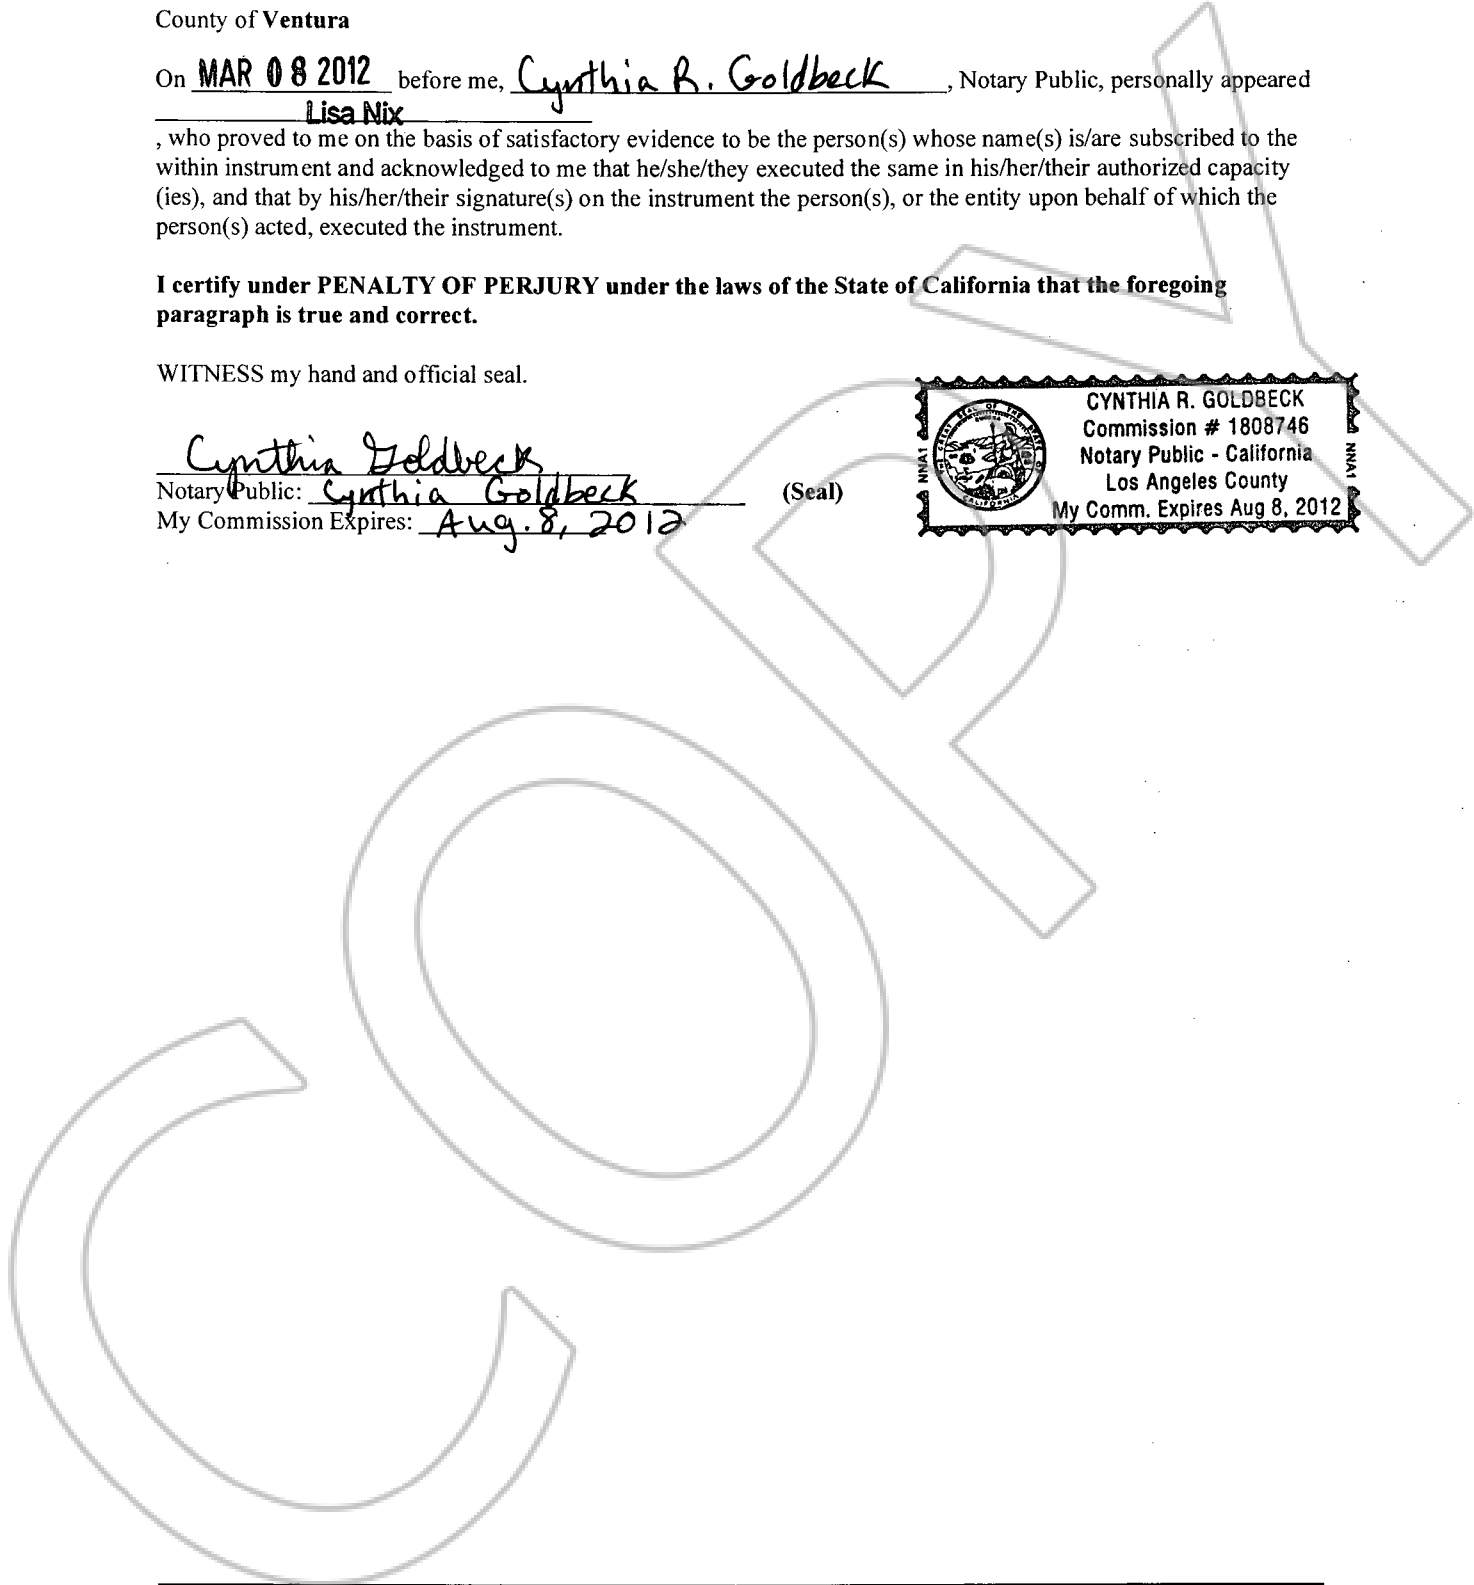 County of Ventura
On MAR 08 2012 before me, Cynthia R. Goldbeck, Notary Public, personally appeared
Lisa Nix
, who proved to me on the basis of satisfactory evidence to be the person(s) whose name(s) is/are subscribed to the
within instrument and acknowledged to me that he/she/they executed the same in his/her/their authorized capacity
(ies), and that by his/her/their signature(s) on the instrument the person(s), or the entity upon behalf of which the
person(s) acted, executed the instrument.
I certify under PENALTY OF PERJURY under the laws of the State of California that the foregoing
paragraph is true and correct.
WITNESS my hand and official seal.
Cynthia Goldbeck
Notary Public: Cynthia Goldbeck (Seal)
My Commission Expires: Aug. 8, 2012
CYNTHIA R. GOLDBECK
Commission # 1808746
Notary Public - California
Los Angeles County
My Comm. Expires Aug 8, 2012
NNA1
NNA1
COPY